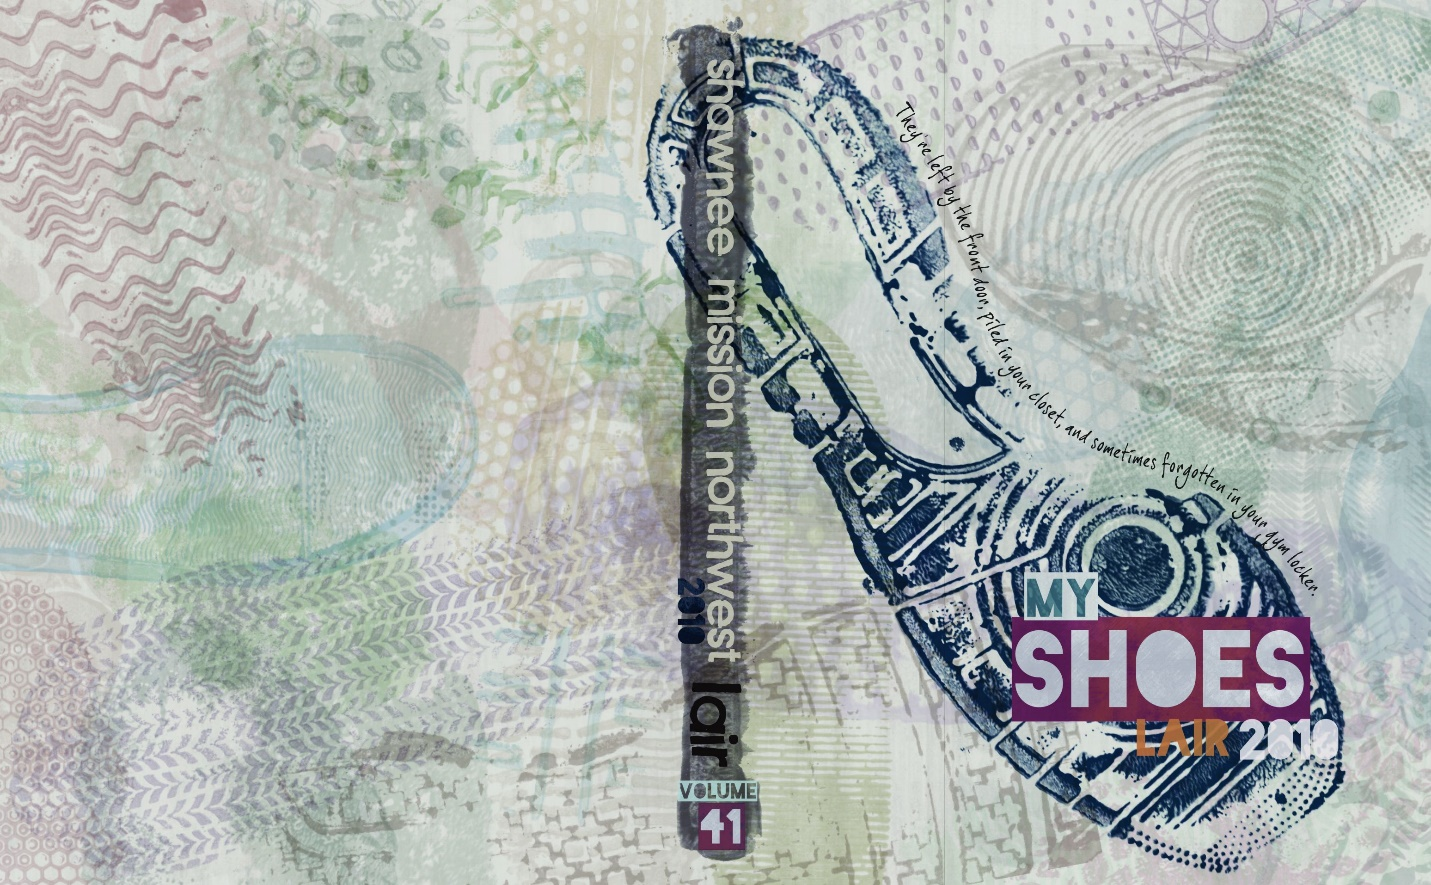 shawnee mission northwest
2010
lair
VOLUME
41
They're left by the front door, piled in your closet, and sometimes forgotten in your gym locker.
MY
SHOES
LAIR 2010